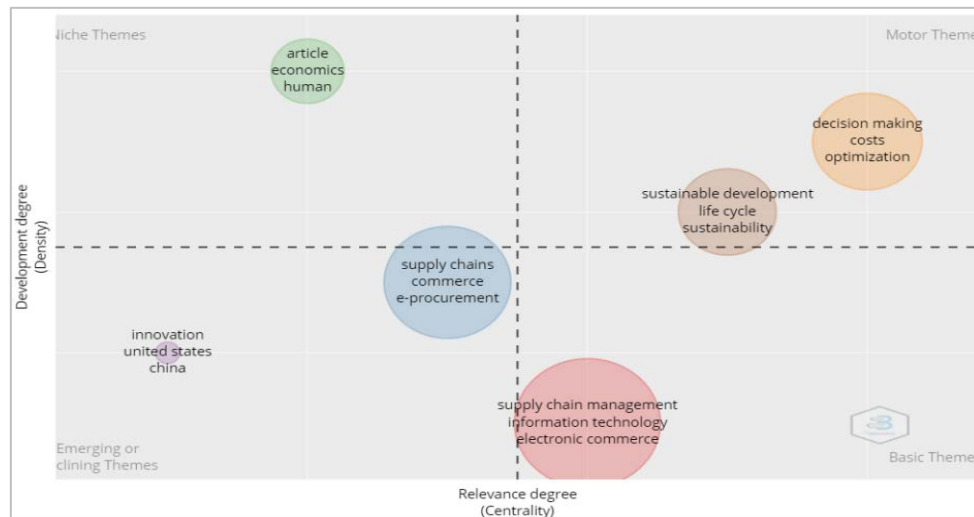 Niche Themes
Motor Theme
article
economics
human
decision making
costs
optimization
sustainable development
life cycle
sustainability
Development degree
(Density)
supply chains
commerce
e-procurement
innovation
united states
china
supply chain management
information technology
electronic commerce
Emerging or
clining Themes
Basic Theme
Relevance degree
(Centrality)